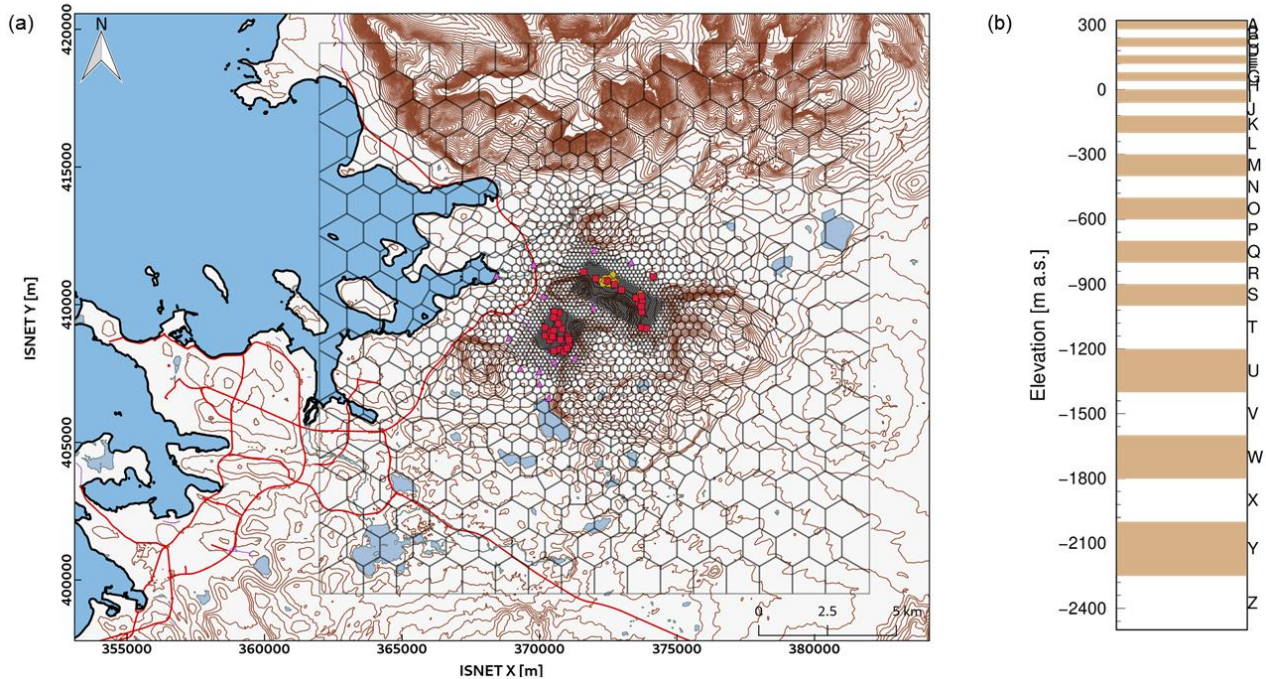 (a)
N
420000
415000
410000
405000
400000
ISNET Y [m]
355000
360000
365000
370000
375000
380000
ISNET X [m]
0 2.5 5 km
(b)
Elevation [m a.s.]
300
0
−300
−600
−900
−1200
−1500
−1800
−2100
−2400
A
G
J
K
L
M
N
O
P
Q
R
S
T
U
V
W
X
Y
Z